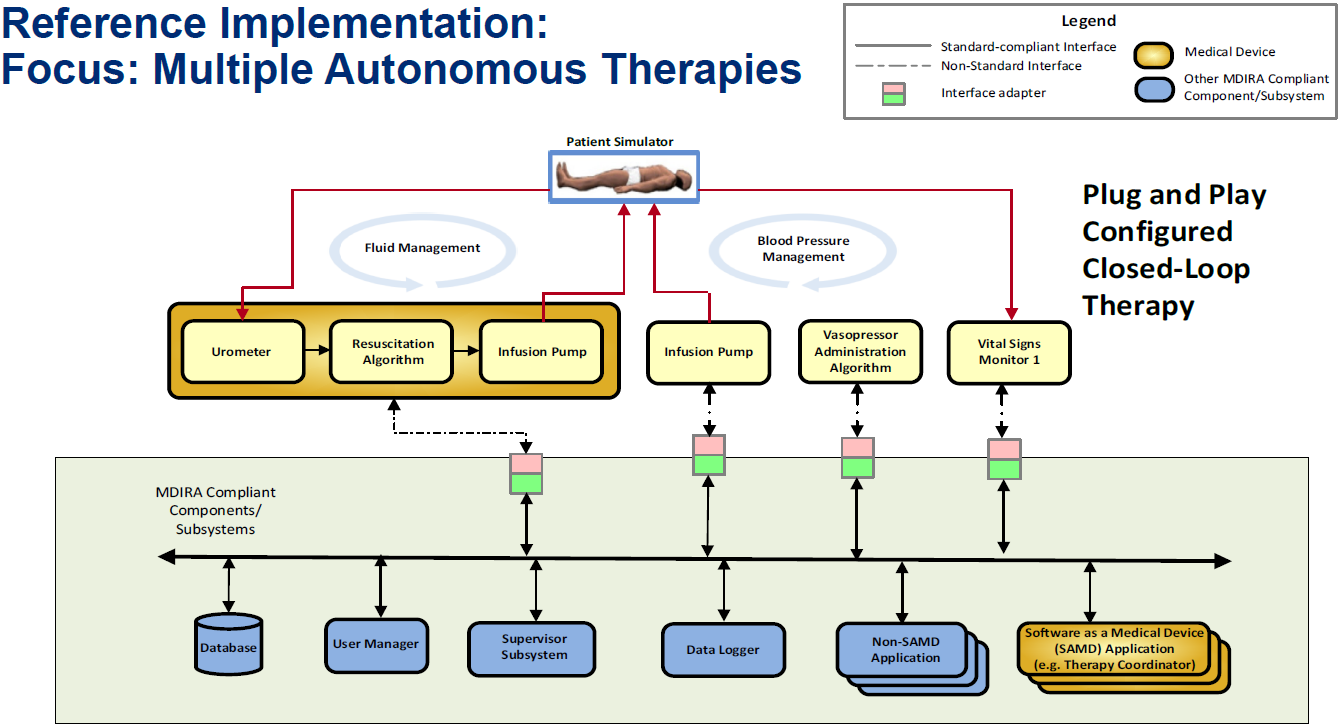 Reference Implementation:
Focus: Multiple Autonomous Therapies
Legend
Standard-compliant Interface
Non-Standard Interface
Interface adapter
Medical Device
Other MDIRA Compliant
Component/Subsystem
Patient Simulator
Fluid Management
Blood Pressure
Management
Plug and Play
Configured
Closed-Loop
Therapy
Urometer
Resuscitation
Algorithm
Infusion Pump
Infusion Pump
Vasopressor
Administration
Algorithm
Vital Signs
Monitor 1
MDIRA Compliant
Components/
Subsystems
Database
User Manager
Supervisor
Subsystem
Data Logger
Non-SAMD
Application
Software as a Medical Device
(SAMD) Application
(e.g. Therapy Coordinator)